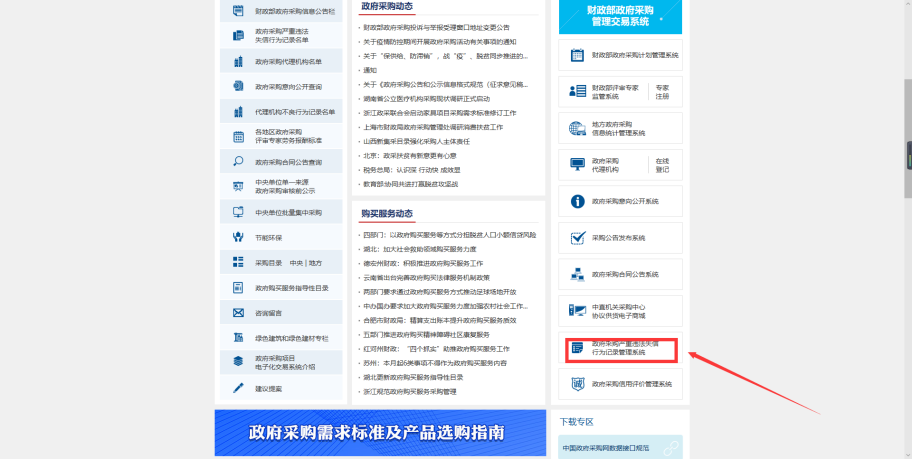 财政部政府采购信息公告栏
政府采购严重违法
失信行为记录名单
政府采购代理机构名单
政府采购意向公开查询
代理机构不良行为记录名单
各地区政府采购
评审专家劳务报酬标准
政府采购合同公告查询
中央单位单一来源
政府采购审核前公示
中央单位批量集中采购
节能环保
采购目录 中央 | 地方
政府购买服务指导性目录
咨询留言
绿色建筑和绿色建材专栏
政府采购项目
电子化交易系统介绍
建议提案
政府采购动态
· 财政部政府采购投诉与举报受理窗口地址变更公告
· 关于疫情防控期间开展政府采购活动有关事项的通知
· 关于“保供给、防滞销”，战“疫”、脱贫同步推进的...
· 通知
· 关于《政府采购公告和公示信息格式规范（征求意见稿...
· 湖南省公立医疗机构采购现状调研正式启动
· 浙江政采联合会启动家具项目采购需求标准修订工作
· 上海市财政局政府采购管理处调研消费扶贫工作
· 山西新集采目录强化采购人主体责任
· 北京：政采扶贫有新意更有心意
· 税务总局：认识深 行动快 成效显
· 教育部:协同共进打赢脱贫攻坚战
购买服务动态
· 四部门：以政府购买服务等方式分担脱贫人口小额信贷风险
· 湖北：加大社会救助领域购买服务力度
· 德宏州财政：积极推进政府购买服务工作
· 云南省出台完善政府购买法律服务机制政策
· 两部门要求通过政府购买服务方式推动足球场地开放
· 中办国办要求加大政府购买服务力度加强农村社会工作...
· 合肥市财政局：精算支出账本提升政府购买服务质效
· 五部门推进政府购买精神障碍社区康复服务
· 红河州财政：“四个抓实”助推政府购买服务工作
· 苏州：本月起6类事项不得作为政府购买服务内容
· 湖北更新政府购买服务指导性目录
· 浙江规范政府购买服务采购管理
财政部政府采购
管理交易系统
财政部政府采购计划管理系统
财政部评审专家
监管系统
专家
注册
地方政府采购
信息统计管理系统
政府采购
代理机构
在线
登记
政府采购意向公开系统
采购公告发布系统
政府采购合同公告系统
中直机关采购中心
协议供货电子商城
政府采购严重违法失信
行为记录管理系统
政府采购信用评价管理系统
政府采购需求标准及产品选购指南
下载专区
中国政府采购网数据接口规范